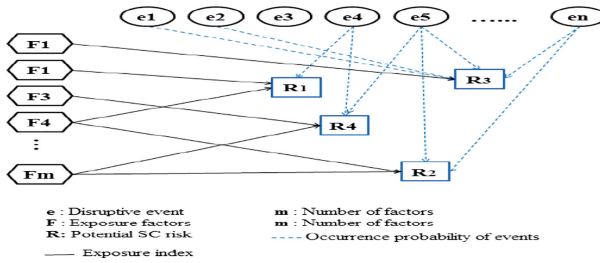 e1 e2 e3 e4 e5 ...... en
F1
F1
F3
F4
⋮
Fm
R1
R3
R4
R2
e : Disruptive event
F : Exposure factors
R: Potential SC risk
Exposure index
m : Number of factors
m : Number of factors
Occurrence probability of events